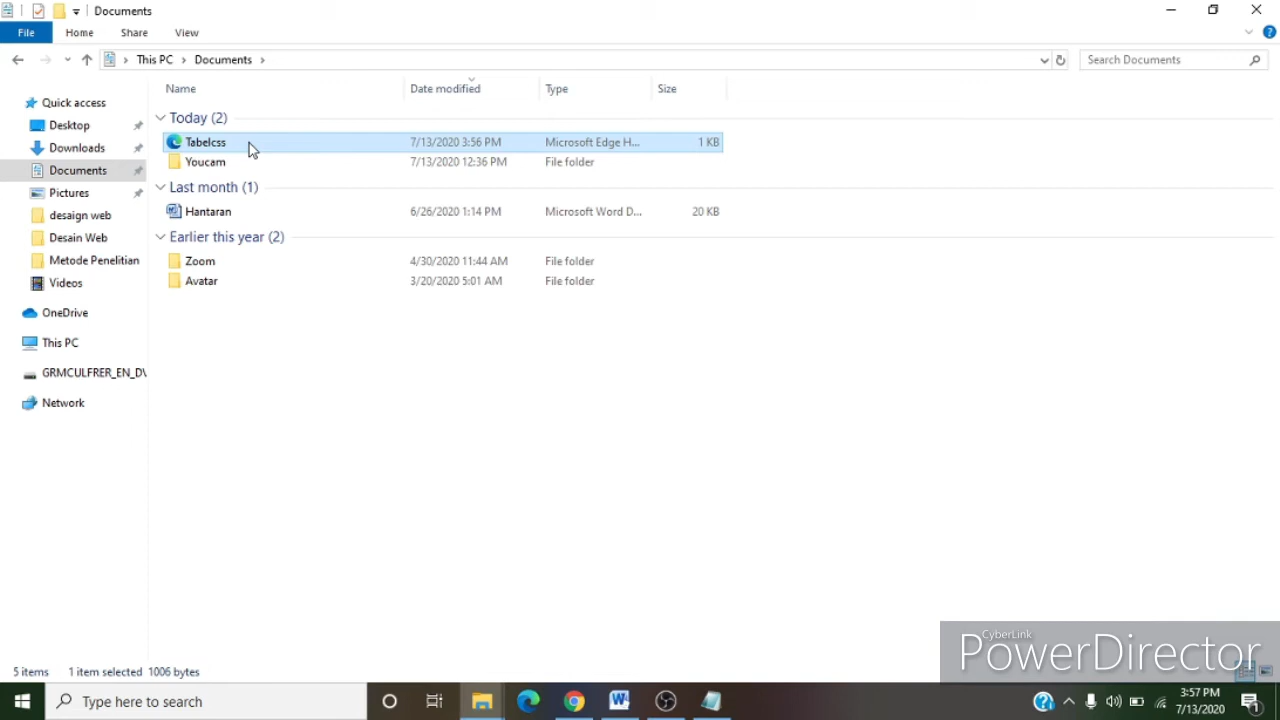 Documents
File Home Share View
This PC Documents Search Documents
Name Date modified Type Size
Quick access
Desktop
Downloads
Documents
Pictures
desaign web
Desain Web
Metode Penelitian
Videos
OneDrive
This PC
GRMCULFRER_EN_DV
Network
Today (2)
Tabelcss 7/13/2020 3:56 PM Microsoft Edge H... 1 KB
Youcam 7/13/2020 12:36 PM File folder
Last month (1)
Hantaran 6/26/2020 1:14 PM Microsoft Word D... 20 KB
Earlier this year (2)
Zoom 4/30/2020 11:44 AM File folder
Avatar 3/20/2020 5:01 AM File folder
CyberLink
PowerDirector
5 items 1 item selected 1006 bytes
Type here to search
3:57 PM
7/13/2020
1